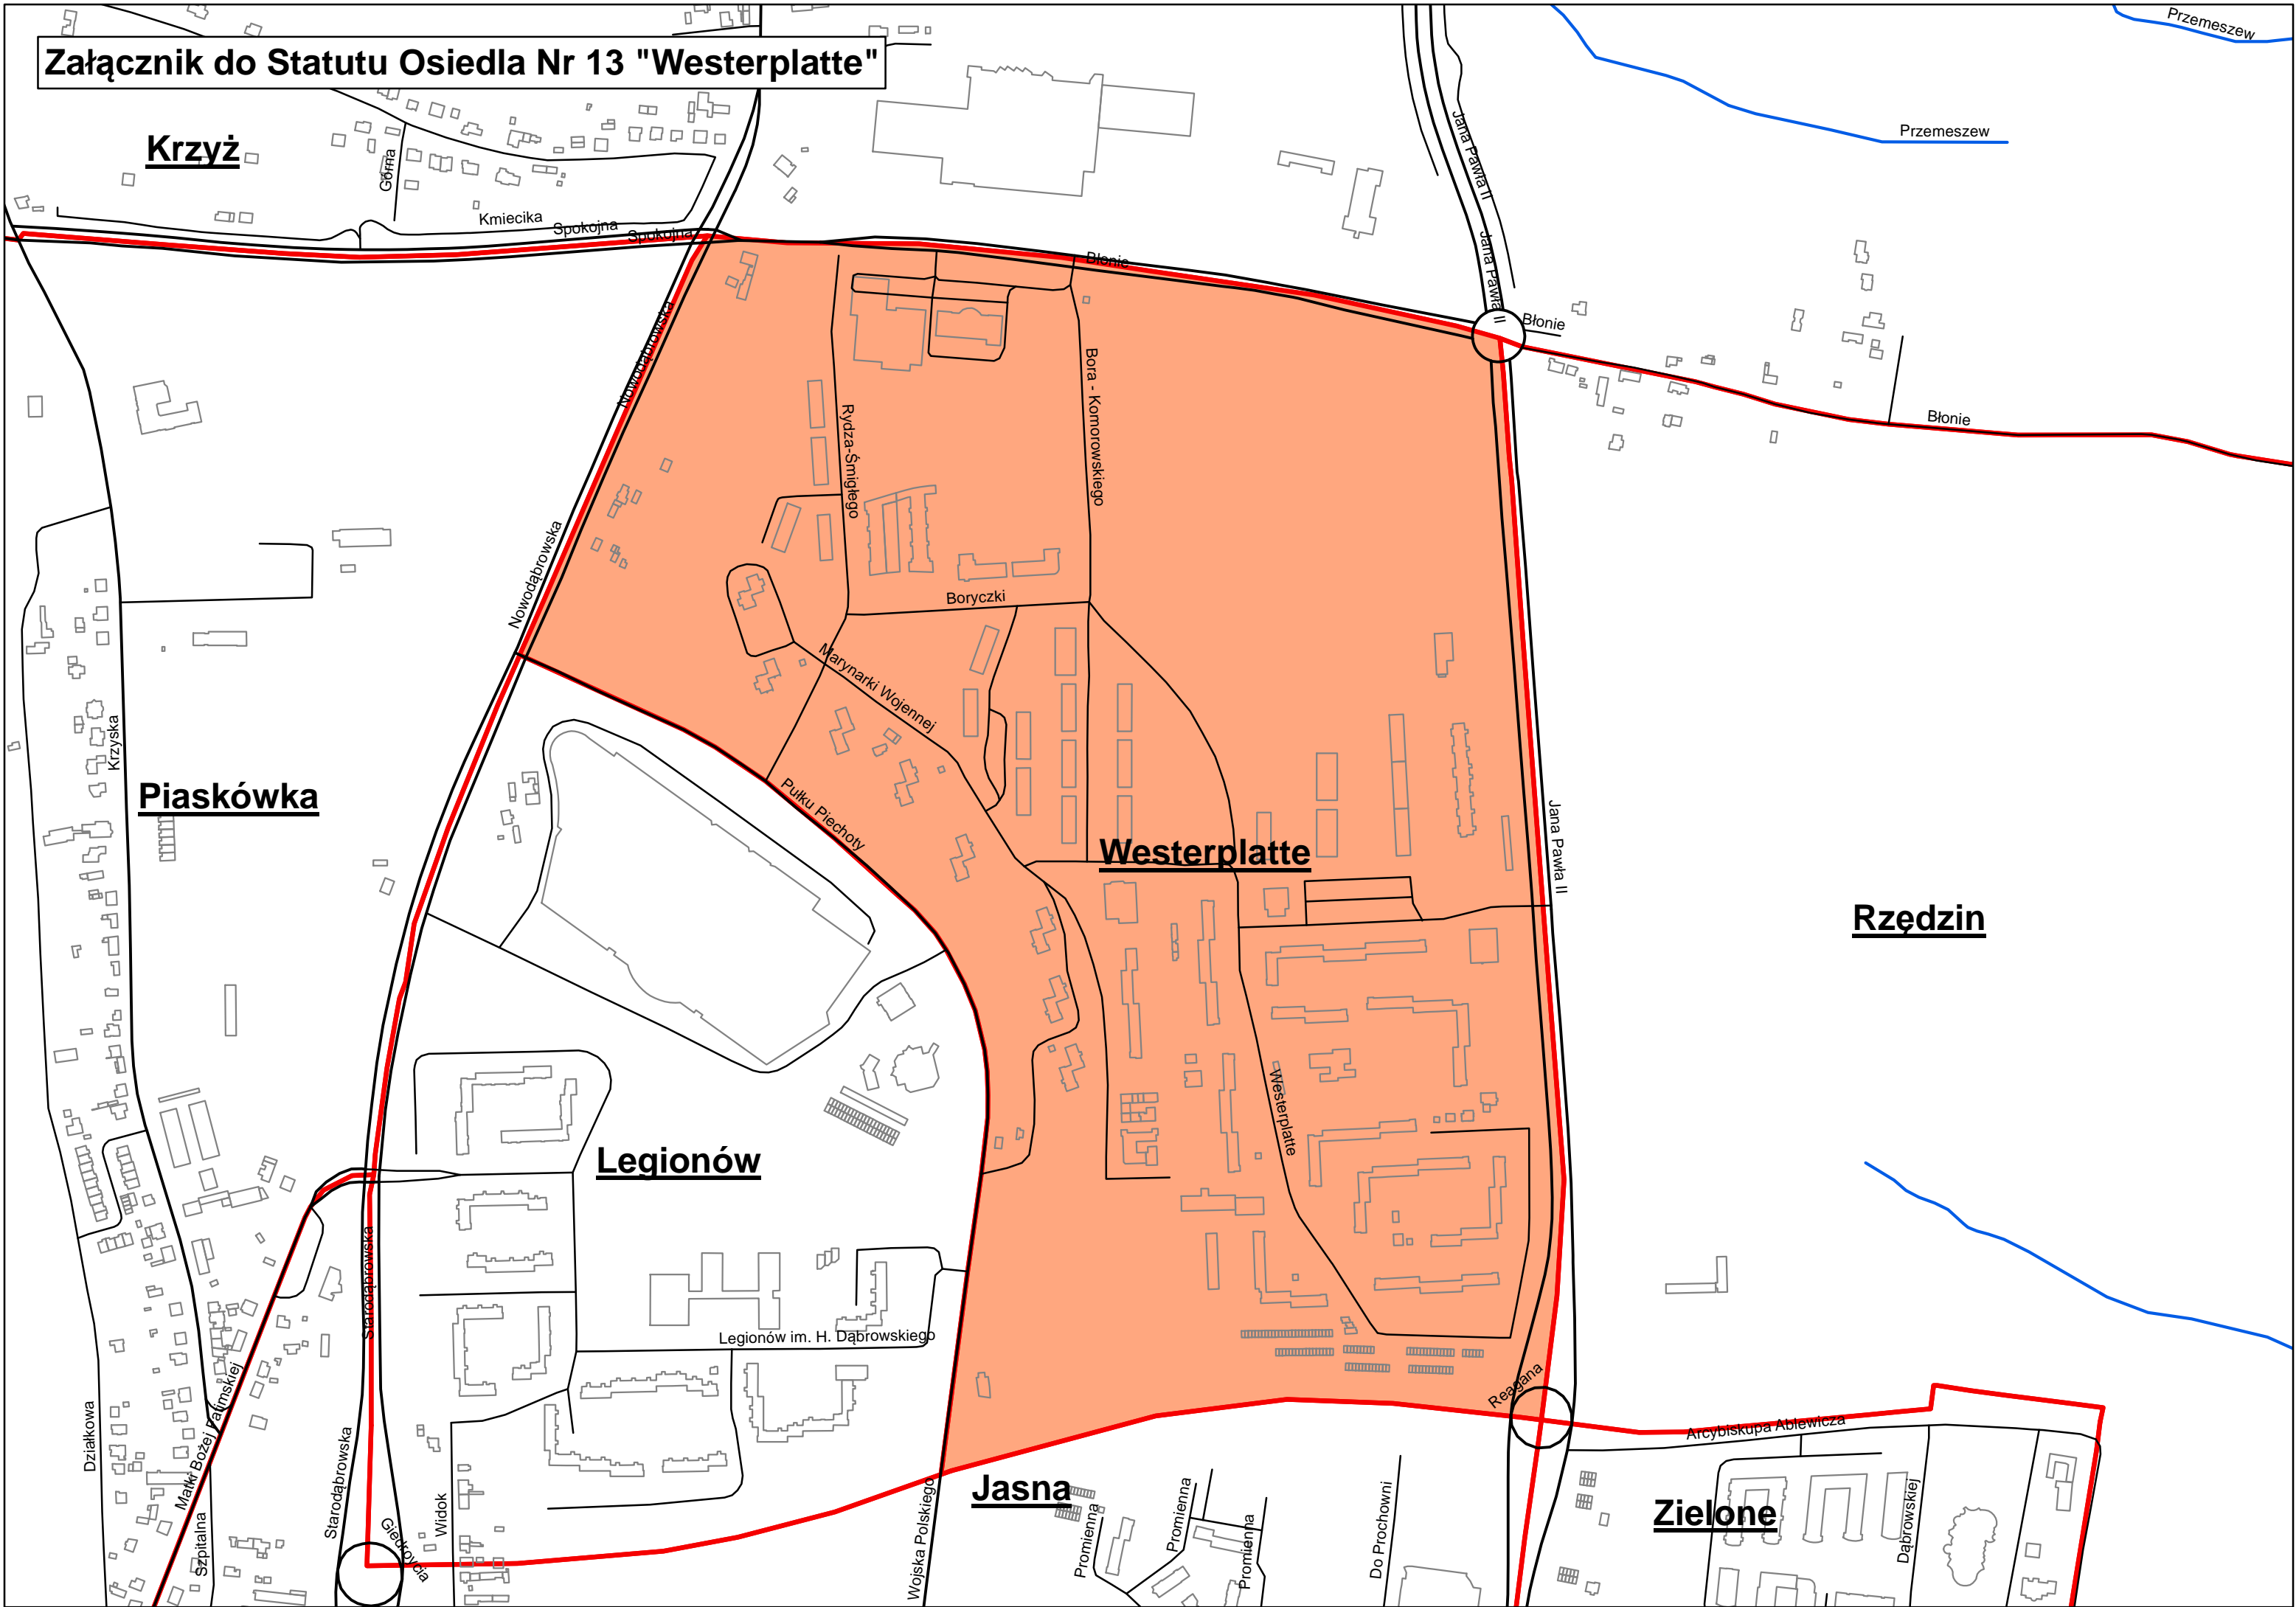 Załącznik do Statutu Osiedla Nr 13 "Westerplatte"
Przemeszew
Przemeszew
Krzyż
Górna
Kmiecika
Spokojna
Spokojna
Jana Pawła II
Jana Pawła II
Błonie
Błonie
Błonie
Nowodąbrowska
Nowodąbrowska
Rydza-Śmigłego
Bora - Komorowskiego
Boryczki
Marynarki Wojennej
Krzyska
Piaskówka
Pułku Piechoty
Westerplatte
Jana Pawła II
Rzędzin
Westerplatte
Legionów
Starodąbrowska
Legionów im. H. Dąbrowskiego
Reagana
Arcybiskupa Ablewicza
Działkowa
Matki Bożej Fatimskiej
Szpitalna
Starodąbrowska
Giedroycia
Widok
Wojska Polskiego
Jasna
Promienna
Promienna
Promienna
Do Prochowni
Zielone
Dąbrowskiej